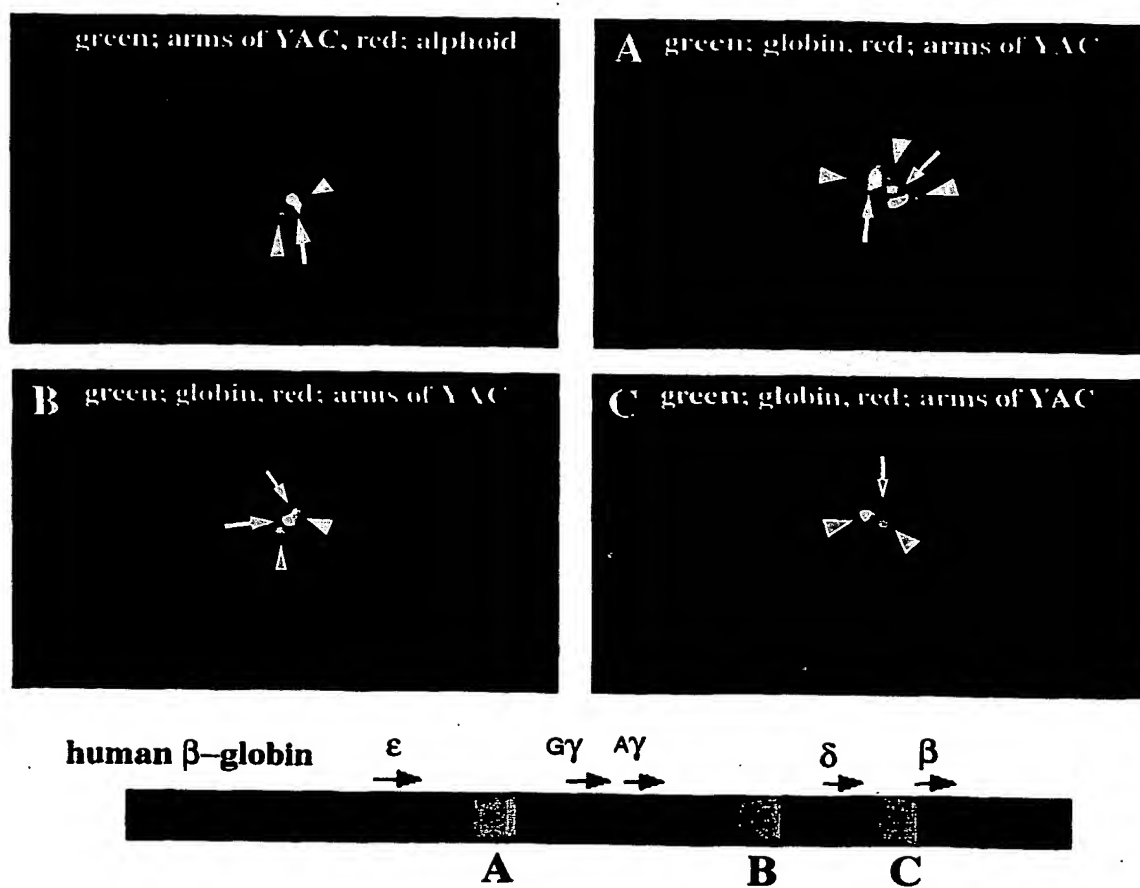 green; arms of YAC, red; alphoid
A green; globin, red; arms of YAC
B green; globin, red; arms of YAC
C green; globin, red; arms of YAC
human β–globin ε Gγ Aγ δ β
A B C